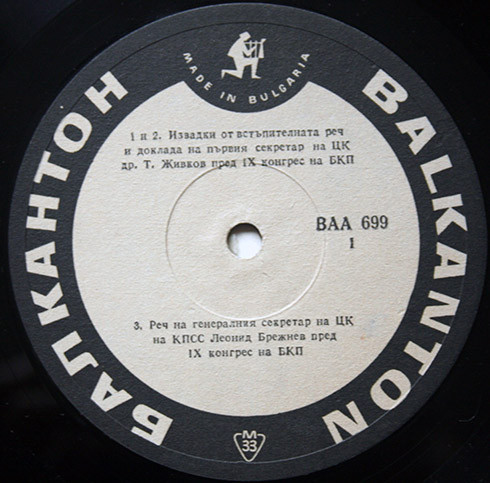 MADE IN BULGARIA
БАЛКАНТОН
BALKANTON
1 и 2. Извадки от встъпителната реч
и доклада на първия секретар на ЦК
др. Т. Живков пред IX конгрес на БКП
ВАА 699
1
3. Реч на генералния секретар на ЦК
на КПСС Леонид Брежнев пред
IX конгрес на БКП
M
33